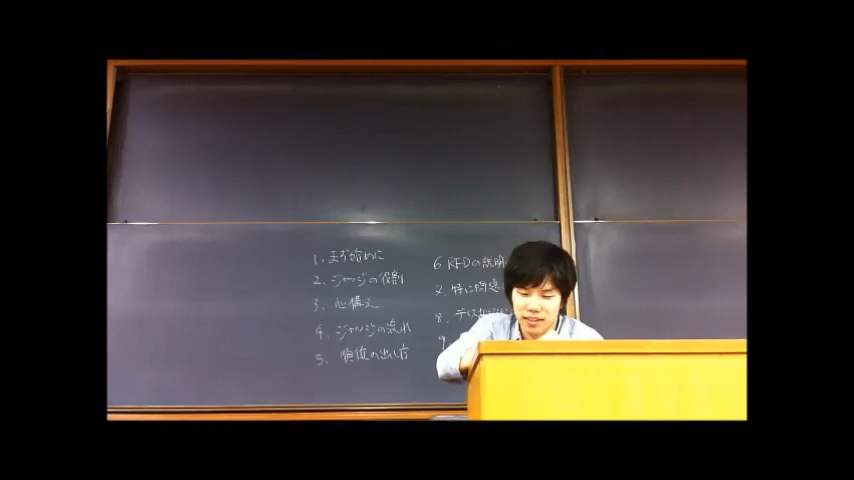 1. まず始めに
2. ジャッジの役割
3. 心構え
4. ジャッジの流れ
5. 順位の出し方
6. RFDの説明
7. 特に問題
8.
9.